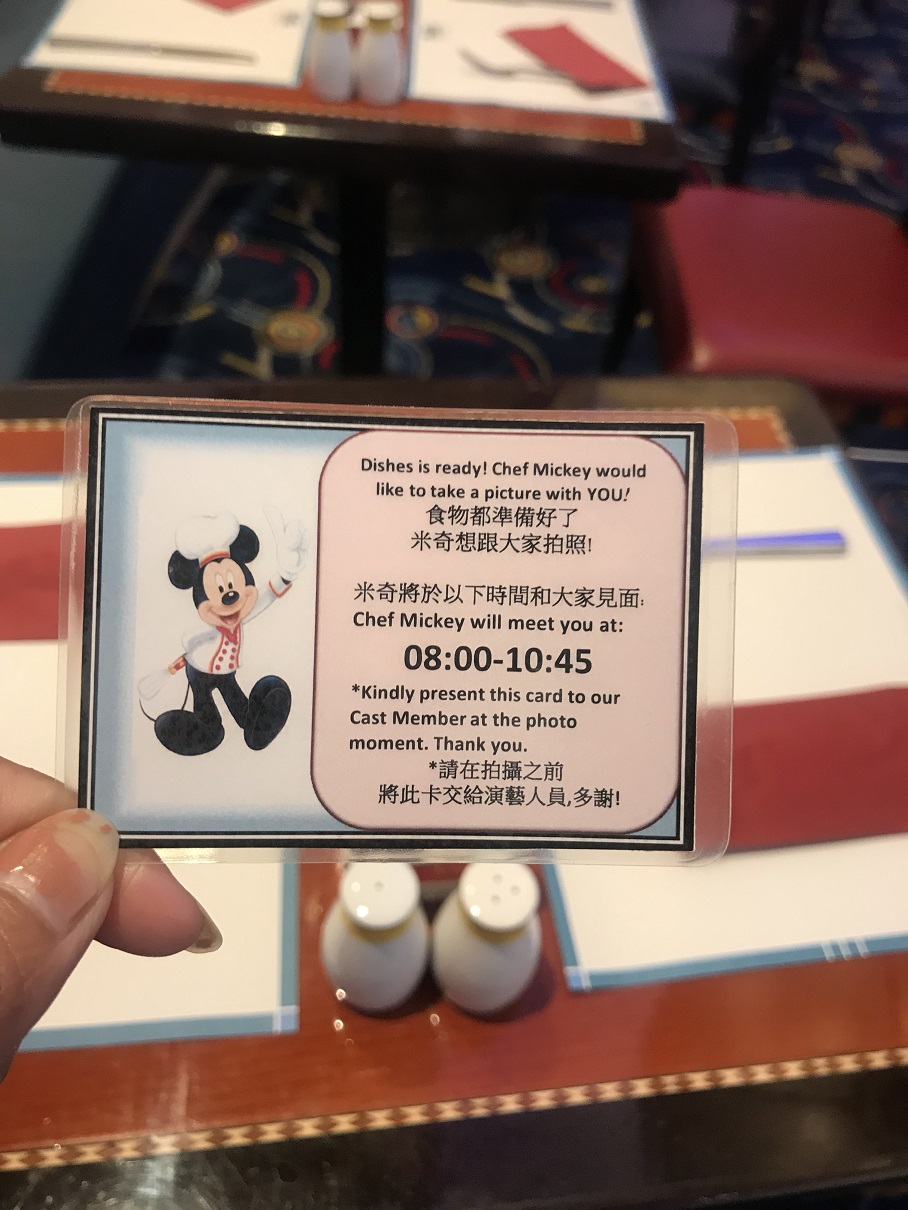 Dishes is ready! Chef Mickey would
like to take a picture with YOU!
食物都準備好了
米奇想跟大家拍照!
米奇將於以下時間和大家見面:
Chef Mickey will meet you at:
08:00-10:45
*Kindly present this card to our
Cast Member at the photo
moment. Thank you.
*請在拍攝之前
將此卡交給演藝人員,多謝!